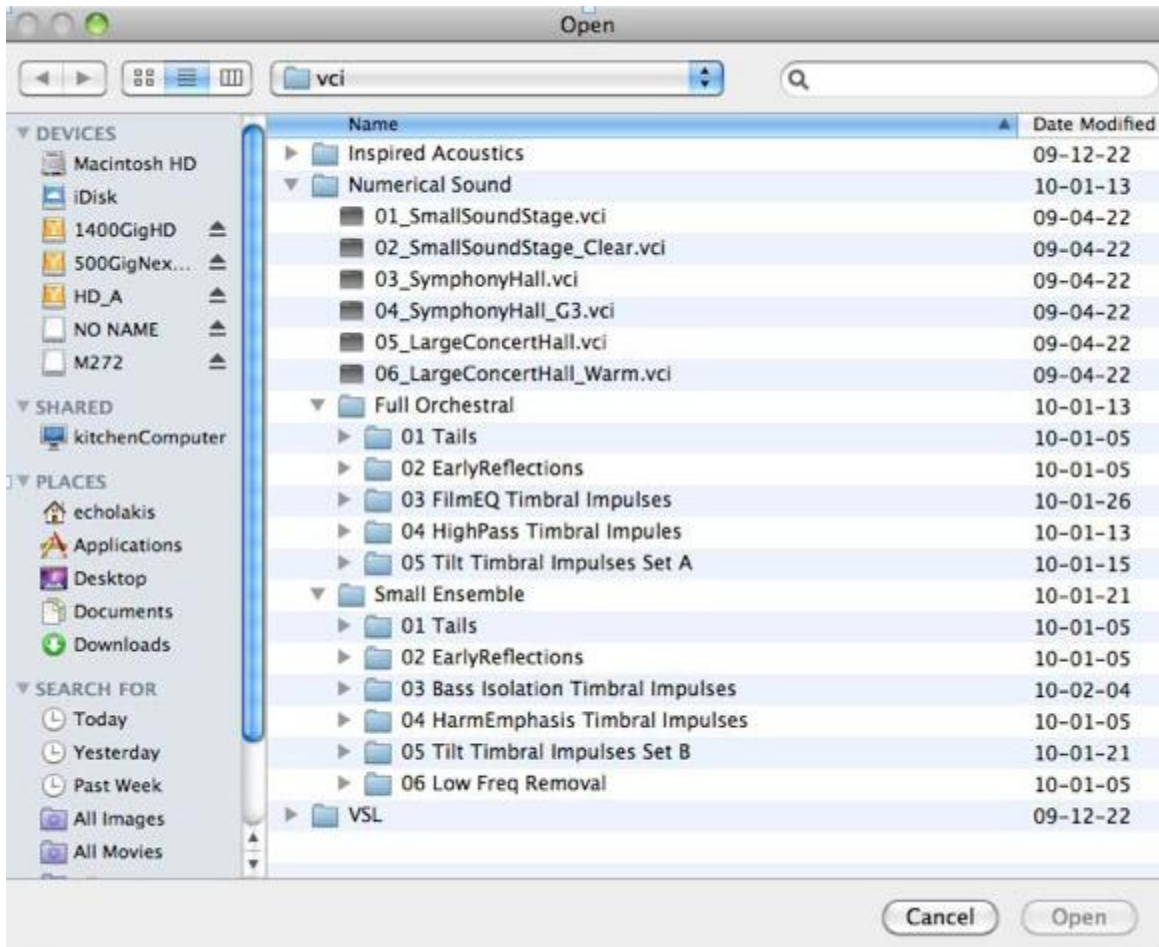 Open
vci
DEVICES
Macintosh HD
iDisk
1400GigHD
500GigNex...
HD_A
NO NAME
M272
SHARED
kitchenComputer
PLACES
echolakis
Applications
Desktop
Documents
Downloads
SEARCH FOR
Today
Yesterday
Past Week
All Images
All Movies
Name Date Modified
Inspired Acoustics 09-12-22
Numerical Sound 10-01-13
01_SmallSoundStage.vci 09-04-22
02_SmallSoundStage_Clear.vci 09-04-22
03_SymphonyHall.vci 09-04-22
04_SymphonyHall_G3.vci 09-04-22
05_LargeConcertHall.vci 09-04-22
06_LargeConcertHall_Warm.vci 09-04-22
Full Orchestral 10-01-13
01 Tails 10-01-05
02 EarlyReflections 10-01-05
03 FilmEQ Timbral Impulses 10-01-26
04 HighPass Timbral Impules 10-01-13
05 Tilt Timbral Impulses Set A 10-01-15
Small Ensemble 10-01-21
01 Tails 10-01-05
02 EarlyReflections 10-01-05
03 Bass Isolation Timbral Impulses 10-02-04
04 HarmEmphasis Timbral Impulses 10-01-05
05 Tilt Timbral Impulses Set B 10-01-21
06 Low Freq Removal 10-01-05
VSL 09-12-22
Cancel Open